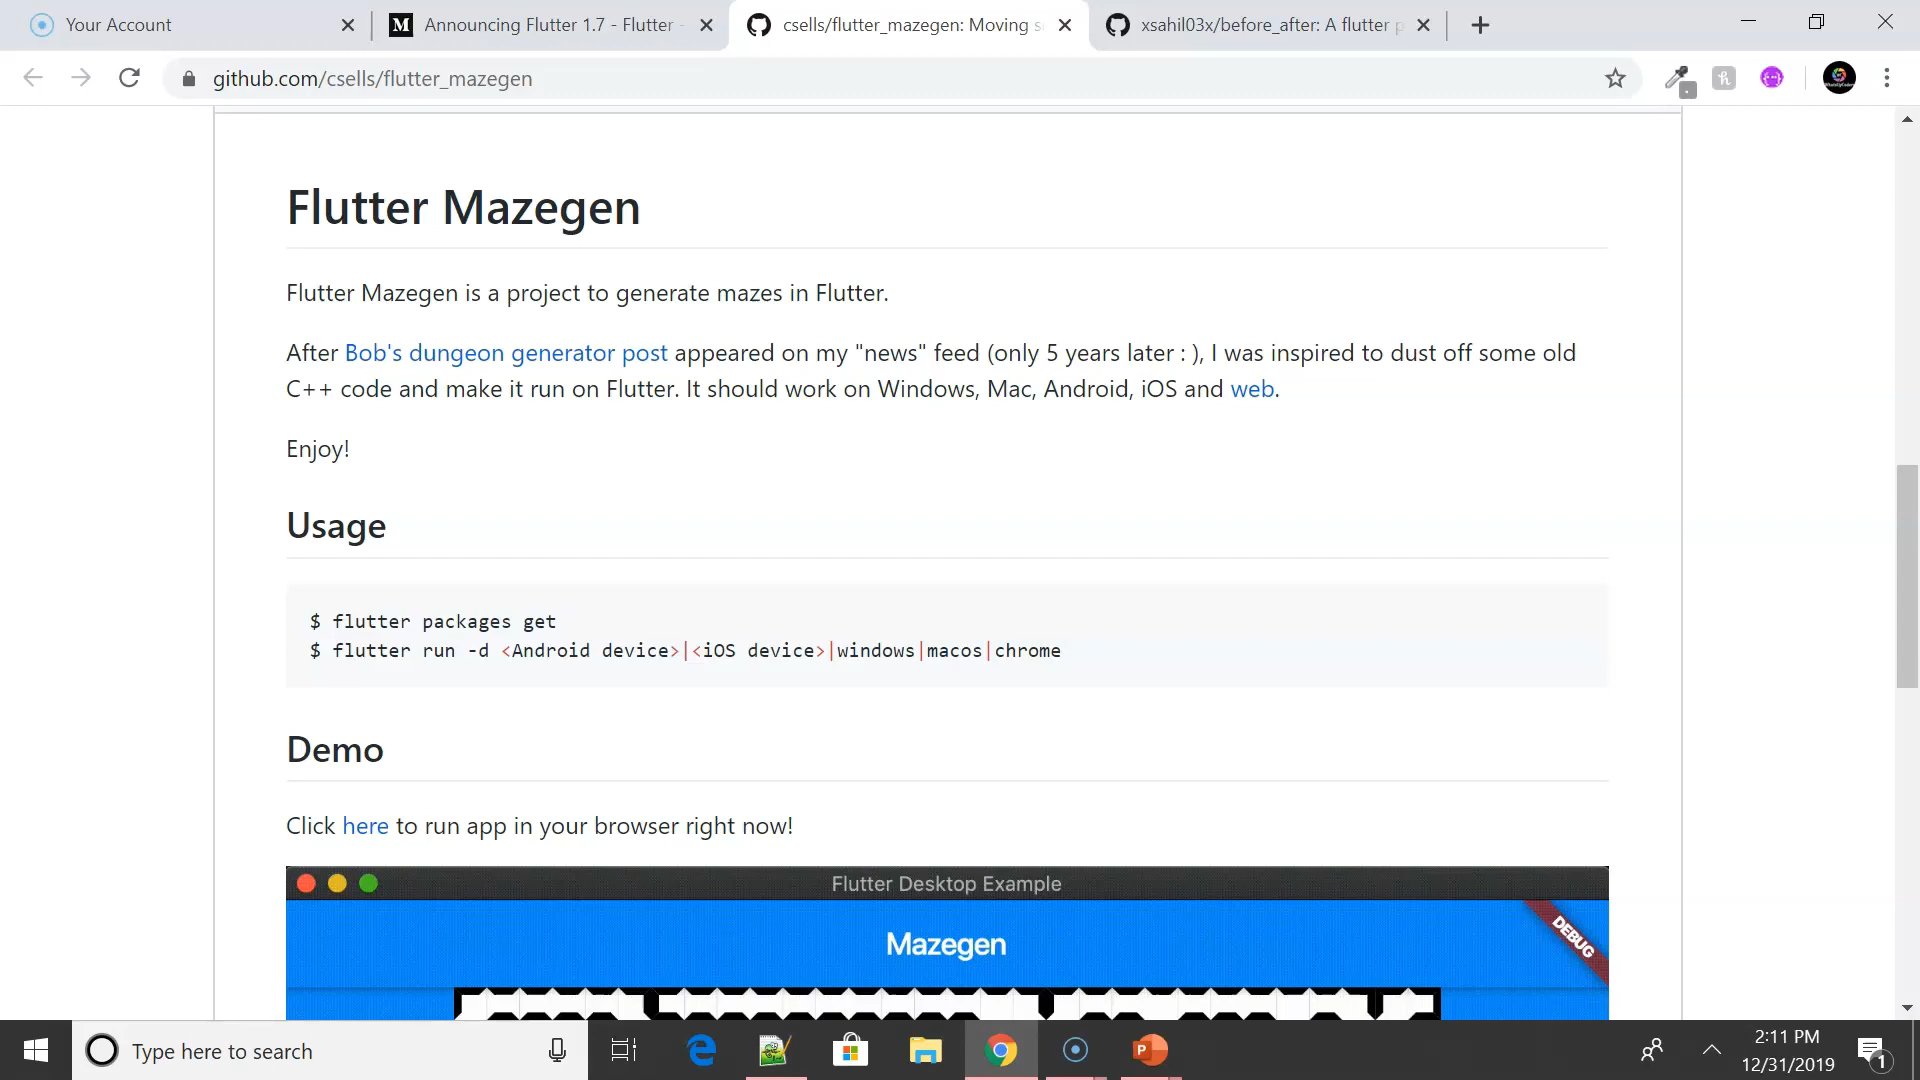 Your Account
Announcing Flutter 1.7 - Flutter -
csells/flutter_mazegen: Moving s
xsahil03x/before_after: A flutter p
github.com/csells/flutter_mazegen
Flutter Mazegen
Flutter Mazegen is a project to generate mazes in Flutter.
After Bob's dungeon generator post appeared on my "news" feed (only 5 years later : ), I was inspired to dust off some old
C++ code and make it run on Flutter. It should work on Windows, Mac, Android, iOS and web.
Enjoy!
Usage
$ flutter packages get
$ flutter run -d <Android device>|<iOS device>|windows|macos|chrome
Demo
Click here to run app in your browser right now!
Flutter Desktop Example
Mazegen
DEBUG
Type here to search
2:11 PM
12/31/2019
1